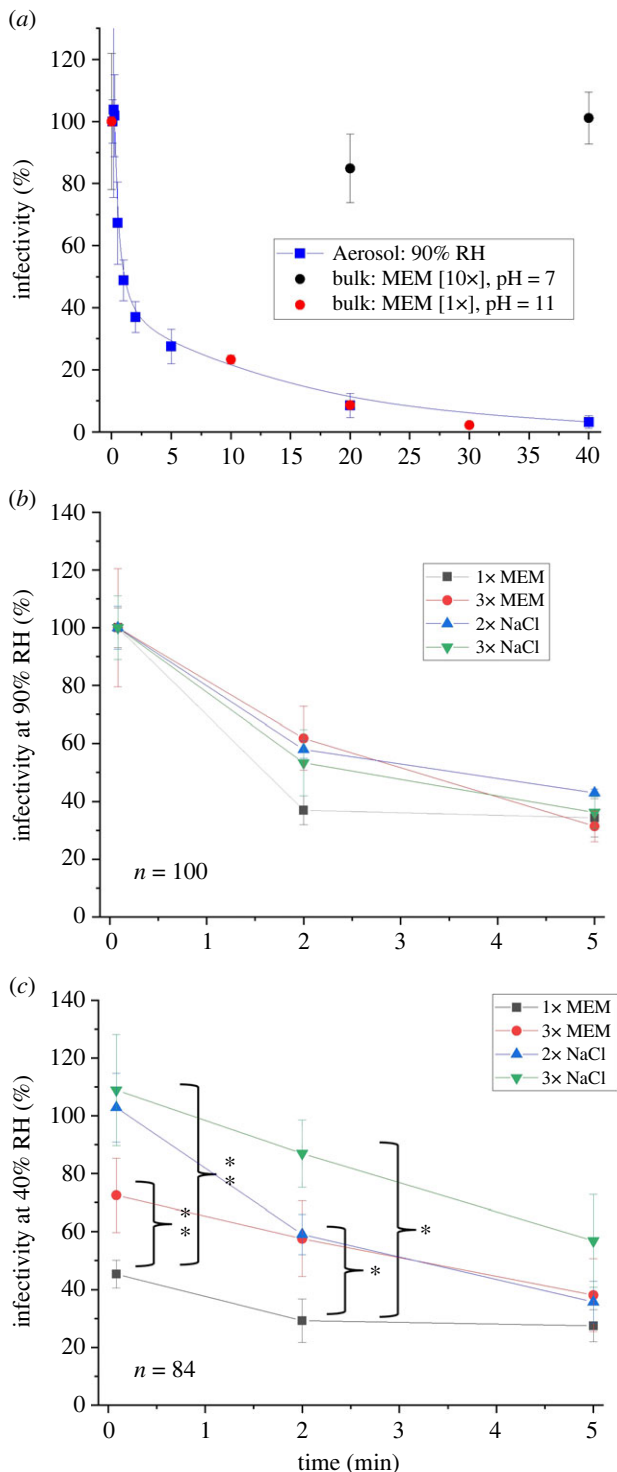 (a)
120
100
80
60
40
20
0
infectivity (%)
Aerosol: 90% RH
bulk: MEM [10×], pH = 7
bulk: MEM [1×], pH = 11
0 5 10 15 20 25 30 35 40
(b)
140
120
100
80
60
40
20
0
infectivity at 90% RH (%)
1× MEM
3× MEM
2× NaCl
3× NaCl
n = 100
0 1 2 3 4 5
(c)
140
120
100
80
60
40
20
0
infectivity at 40% RH (%)
1× MEM
3× MEM
2× NaCl
3× NaCl
* *
* *
*
*
n = 84
0 1 2 3 4 5
time (min)